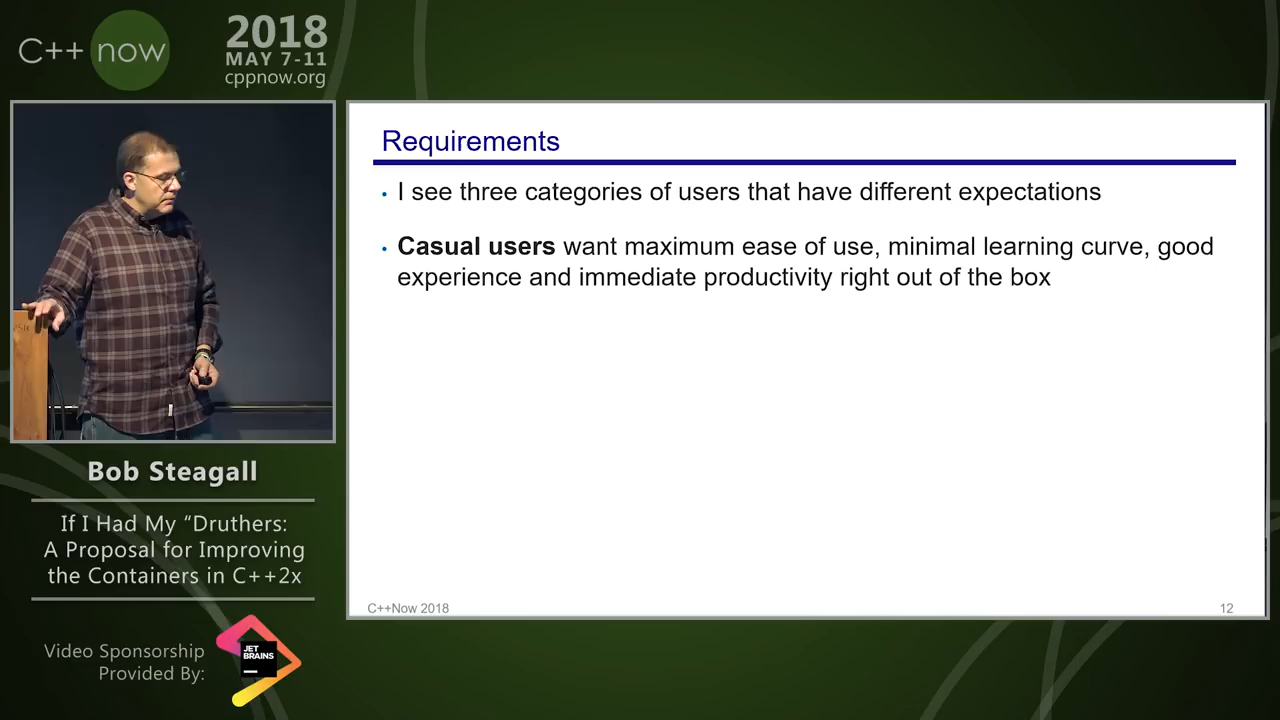 C++ now
2018
MAY 7-11
cppnow.org
Requirements
• I see three categories of users that have different expectations
• Casual users want maximum ease of use, minimal learning curve, good
experience and immediate productivity right out of the box
C++Now 2018
12
Bob Steagall
If I Had My “Druthers:
A Proposal for Improving
the Containers in C++2x
Video Sponsorship
Provided By:
JET
BRAINS